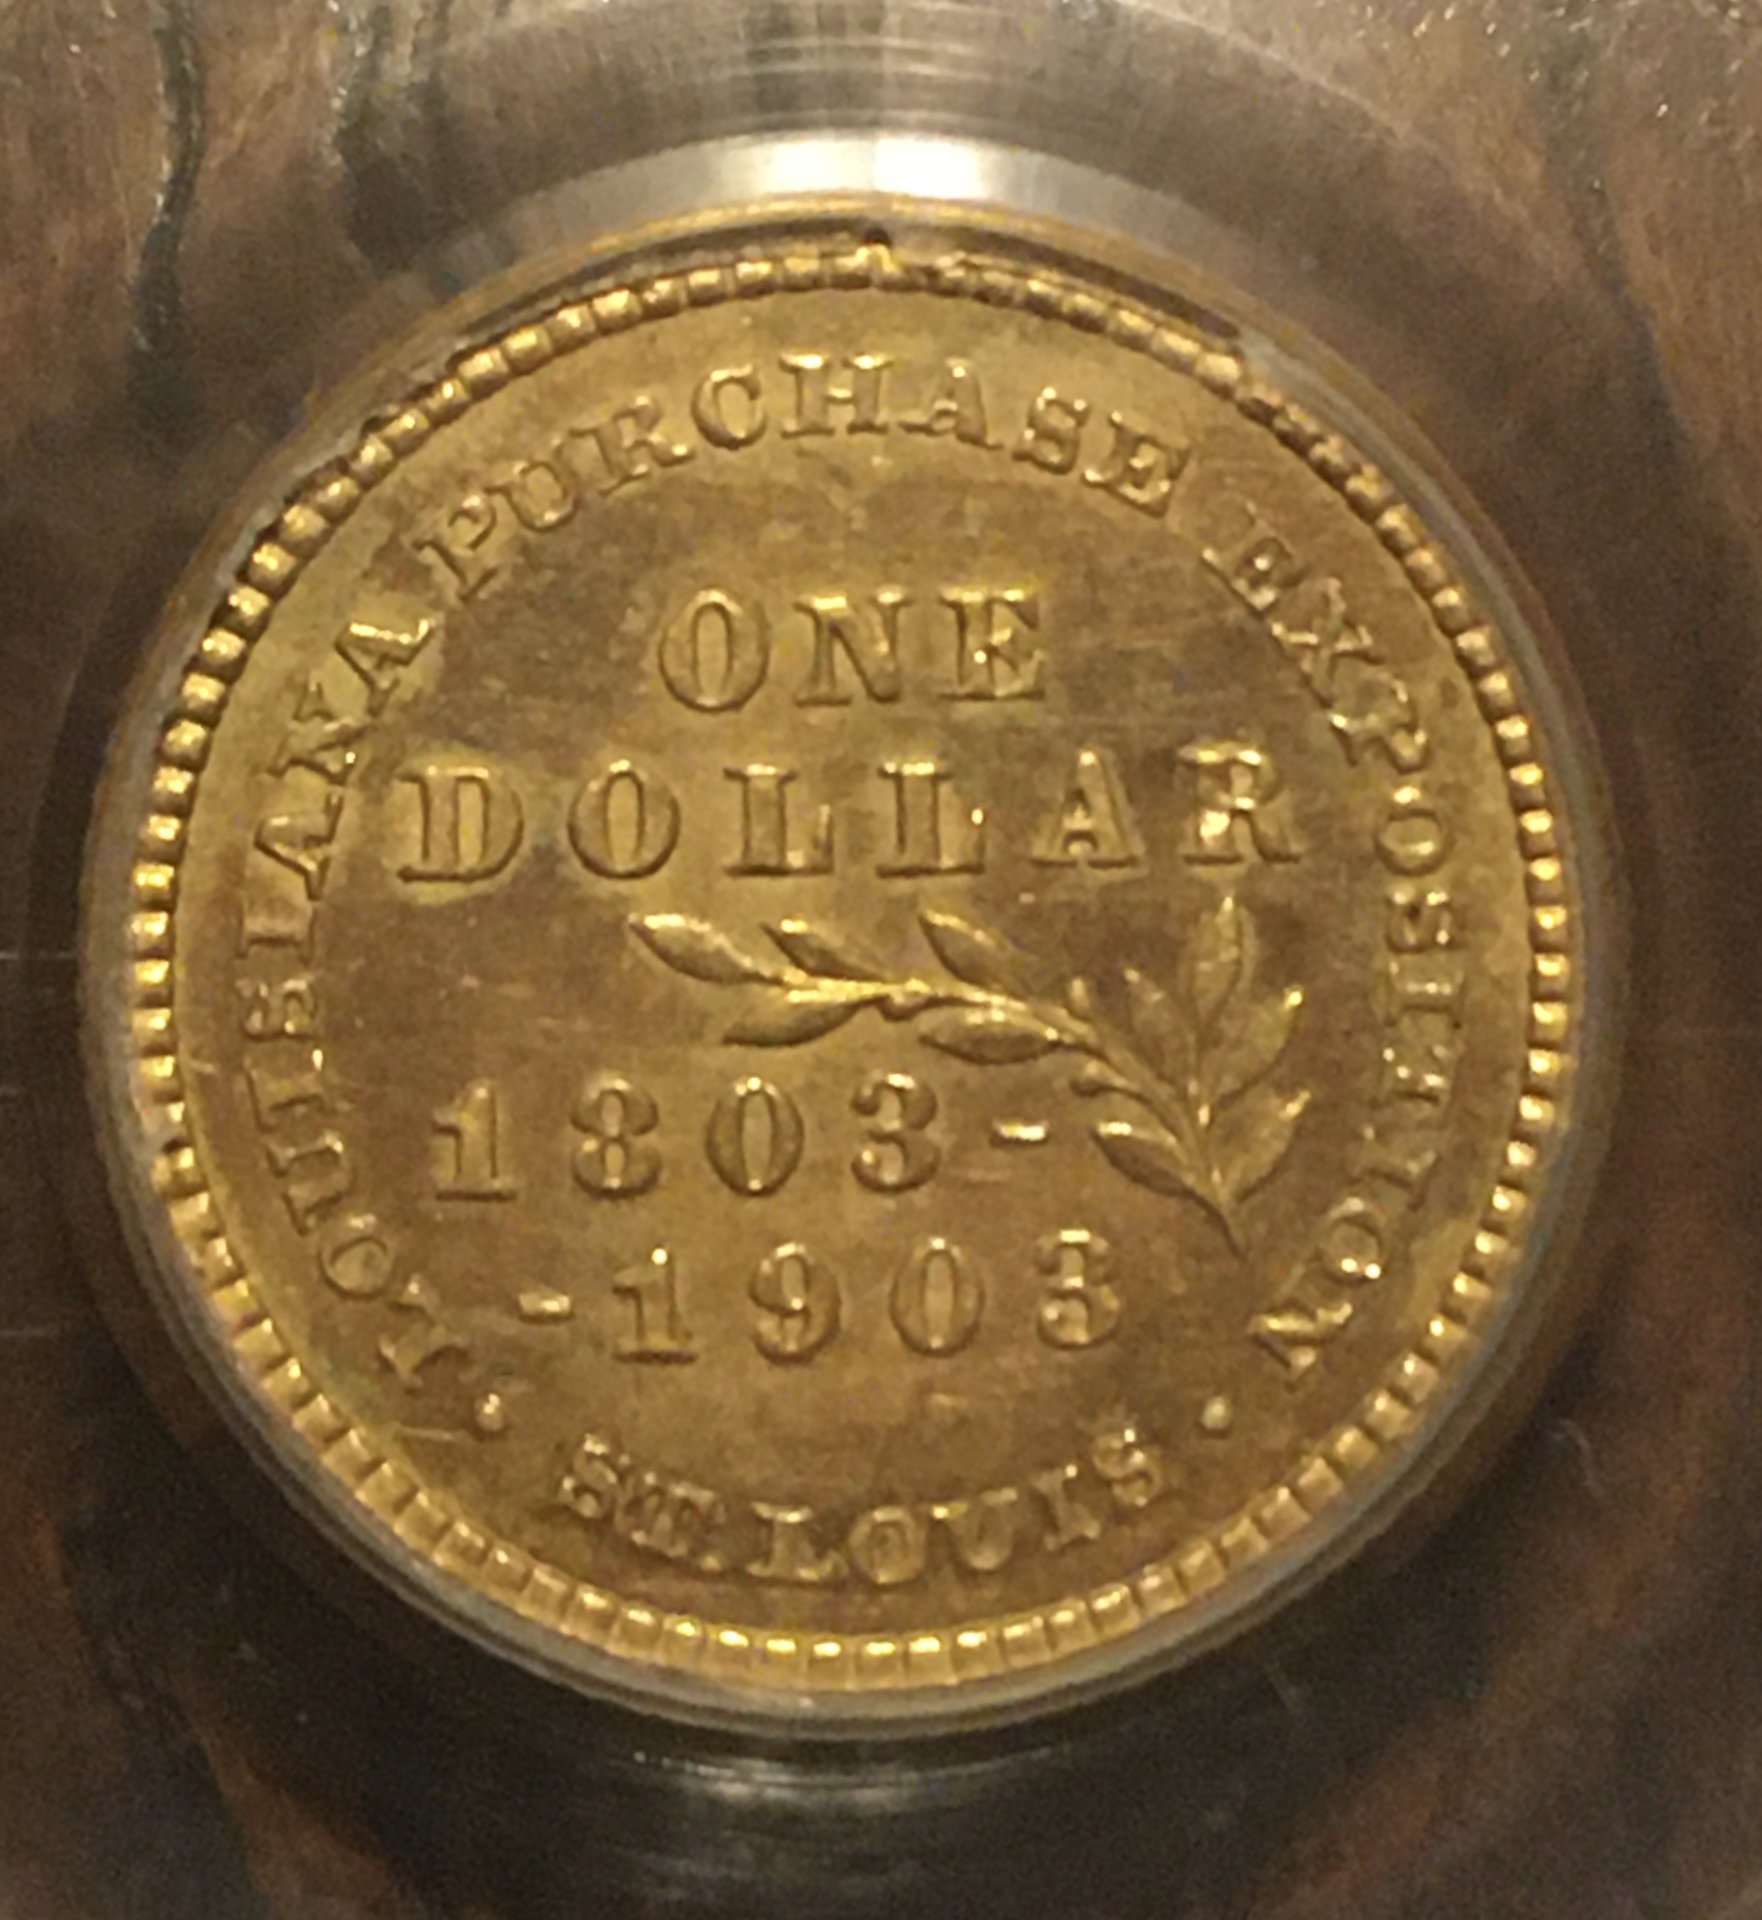 LOUISIANA PURCHASE EXPOSITION
ONE
DOLLAR
1803-
-1903
· ST. LOUIS ·